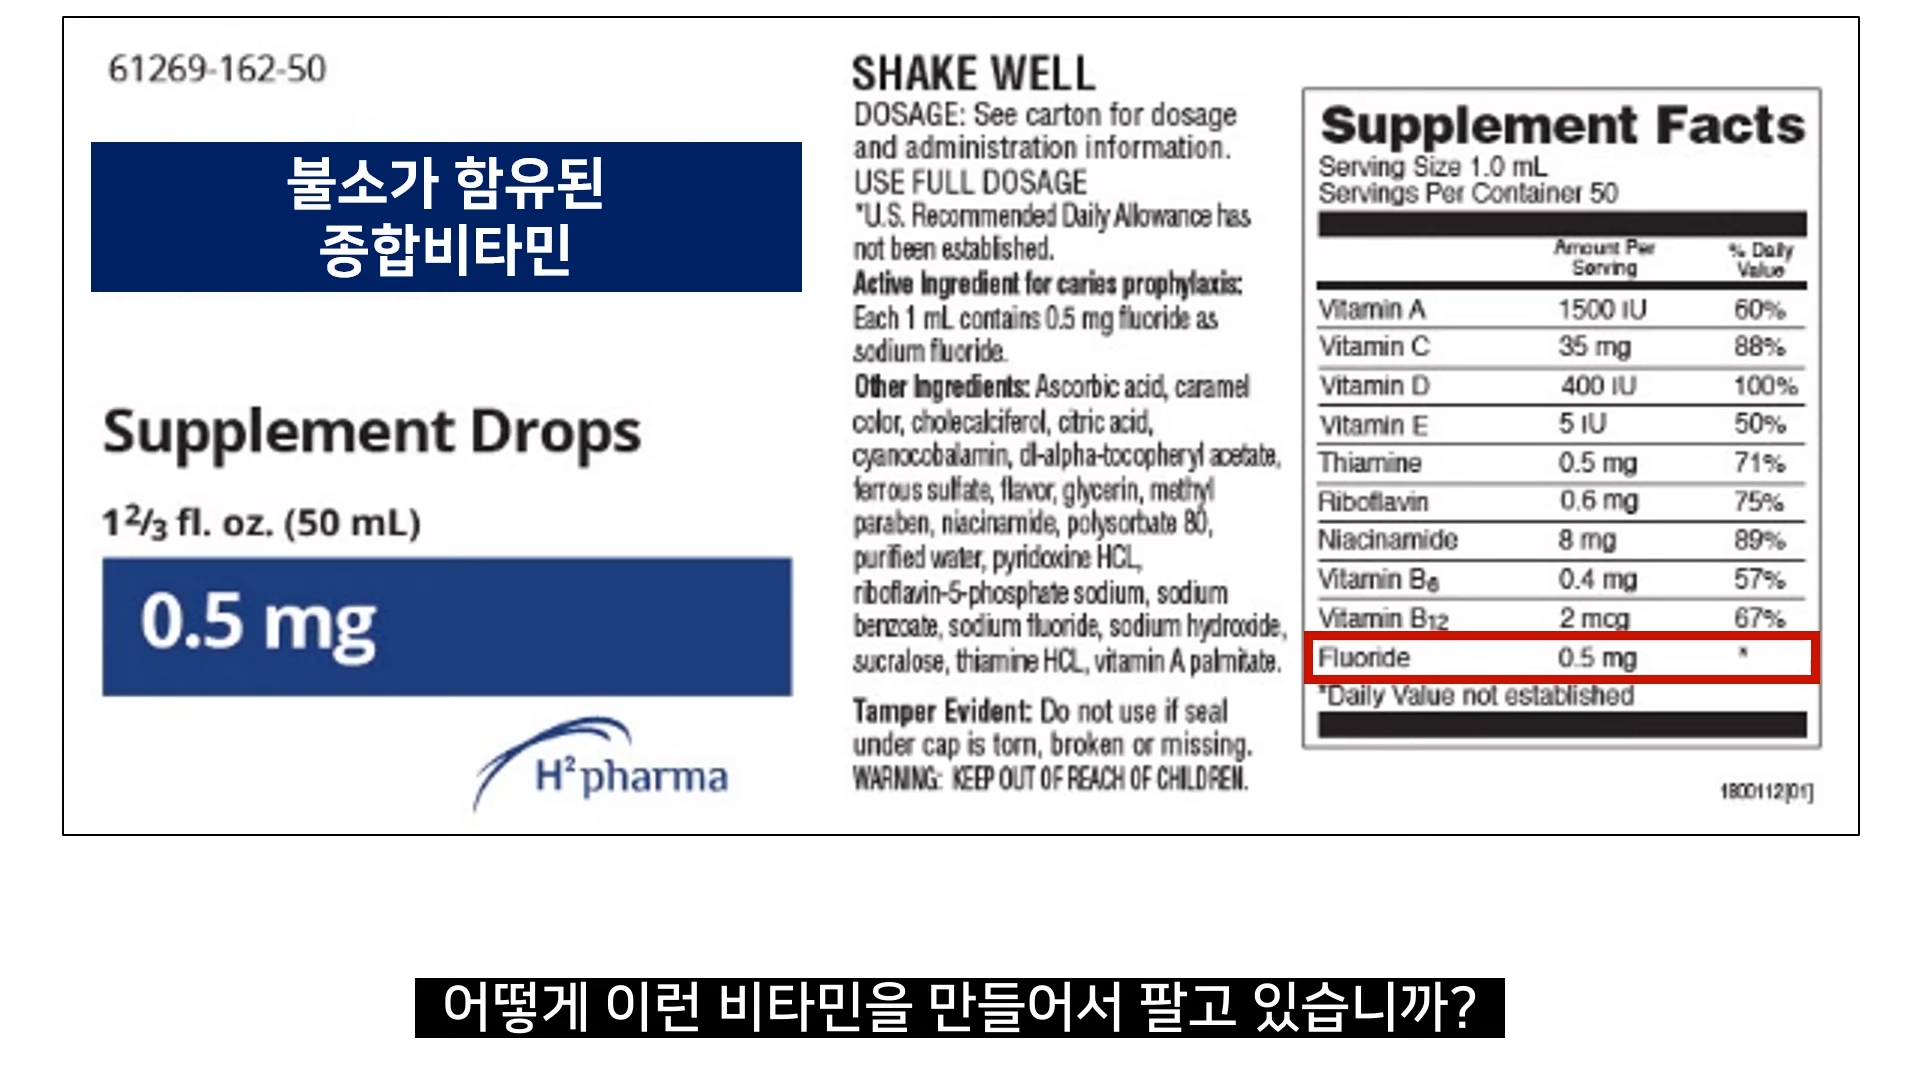 61269-162-50
불소가 함유된
종합비타민
Supplement Drops
1 2/3 fl. oz. (50 mL)
0.5 mg
H² pharma
SHAKE WELL
DOSAGE: See carton for dosage
and administration information.
USE FULL DOSAGE
*U.S. Recommended Daily Allowance has
not been established.
Active Ingredient for caries prophylaxis:
Each 1 mL contains 0.5 mg fluoride as
sodium fluoride.
Other Ingredients: Ascorbic acid, caramel
color, cholecalciferol, citric acid,
cyanocobalamin, dl-alpha-tocopheryl acetate,
ferrous sulfate, flavor, glycerin, methyl
paraben, niacinamide, polysorbate 80,
purified water, pyridoxine HCL,
riboflavin-5-phosphate sodium, sodium
benzoate, sodium fluoride, sodium hydroxide,
sucralose, thiamine HCL, vitamin A palmitate.
Tamper Evident: Do not use if seal
under cap is torn, broken or missing.
WARNING: KEEP OUT OF REACH OF CHILDREN.
Supplement Facts
Serving Size 1.0 mL
Servings Per Container 50
Amount Per Serving % Daily Value
Vitamin A 1500 IU 60%
Vitamin C 35 mg 88%
Vitamin D 400 IU 100%
Vitamin E 5 IU 50%
Thiamine 0.5 mg 71%
Riboflavin 0.6 mg 75%
Niacinamide 8 mg 89%
Vitamin B6 0.4 mg 57%
Vitamin B12 2 mcg 67%
Fluoride 0.5 mg *
*Daily Value not established
1800112[01]
어떻게 이런 비타민을 만들어서 팔고 있습니까?